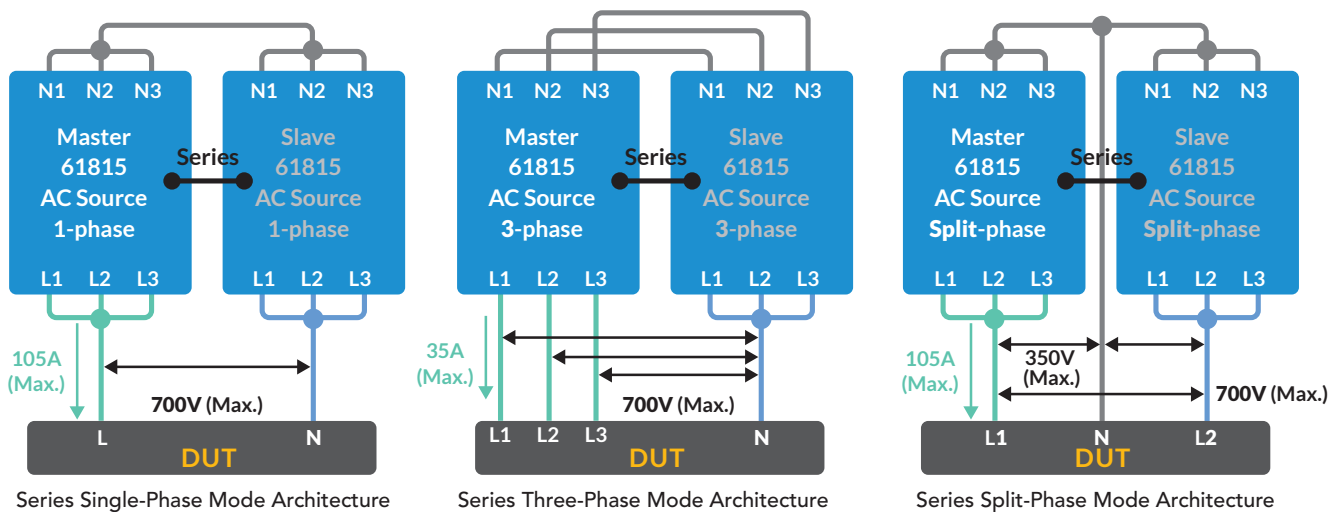 N1 N2 N3
Master
61815
AC Source
1-phase
L1 L2 L3
Series
N1 N2 N3
Slave
61815
AC Source
1-phase
L1 L2 L3
105A
(Max.)
700V (Max.)
L N
DUT
Series Single-Phase Mode Architecture
N1 N2 N3
Master
61815
AC Source
3-phase
L1 L2 L3
Series
N1 N2 N3
Slave
61815
AC Source
3-phase
L1 L2 L3
35A
(Max.)
700V (Max.)
L1 L2 L3 N
DUT
Series Three-Phase Mode Architecture
N1 N2 N3
Master
61815
AC Source
Split-phase
L1 L2 L3
Series
N1 N2 N3
Slave
61815
AC Source
Split-phase
L1 L2 L3
105A
(Max.)
350V
(Max.)
700V (Max.)
L1 N L2
DUT
Series Split-Phase Mode Architecture